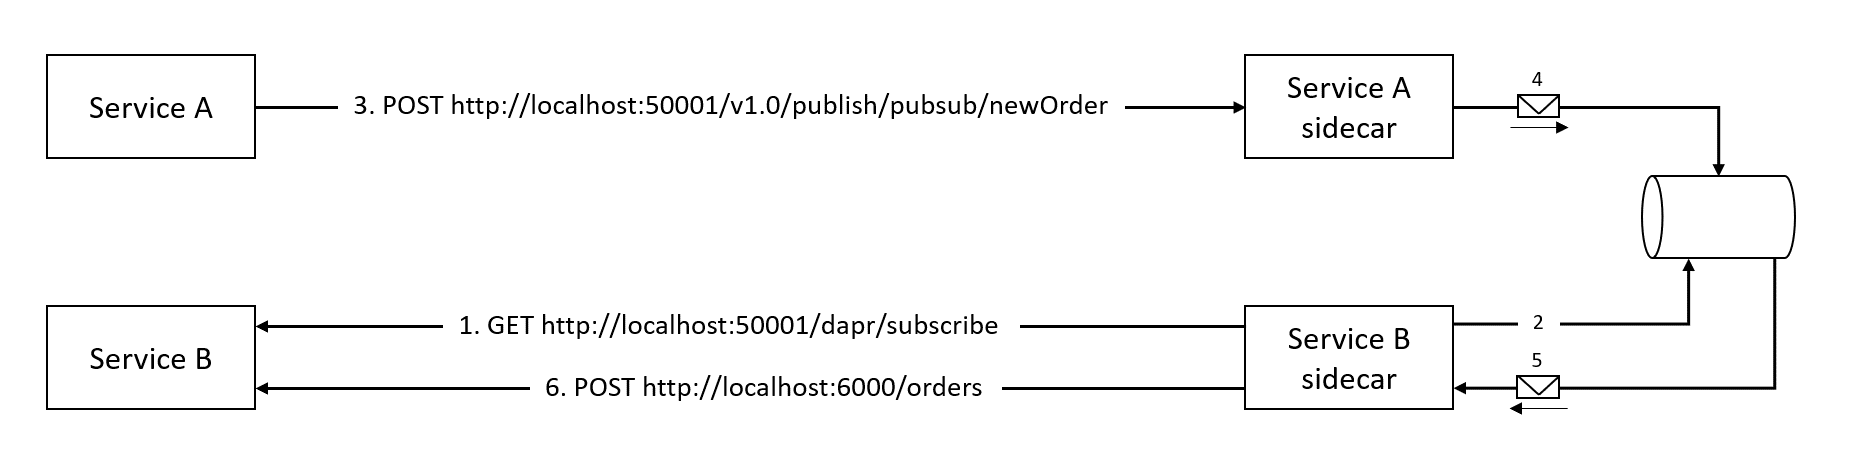 Service A
3. POST http://localhost:50001/v1.0/publish/pubsub/newOrder
Service A
sidecar
4
Service B
1. GET http://localhost:50001/dapr/subscribe
6. POST http://localhost:6000/orders
Service B
sidecar
2
5